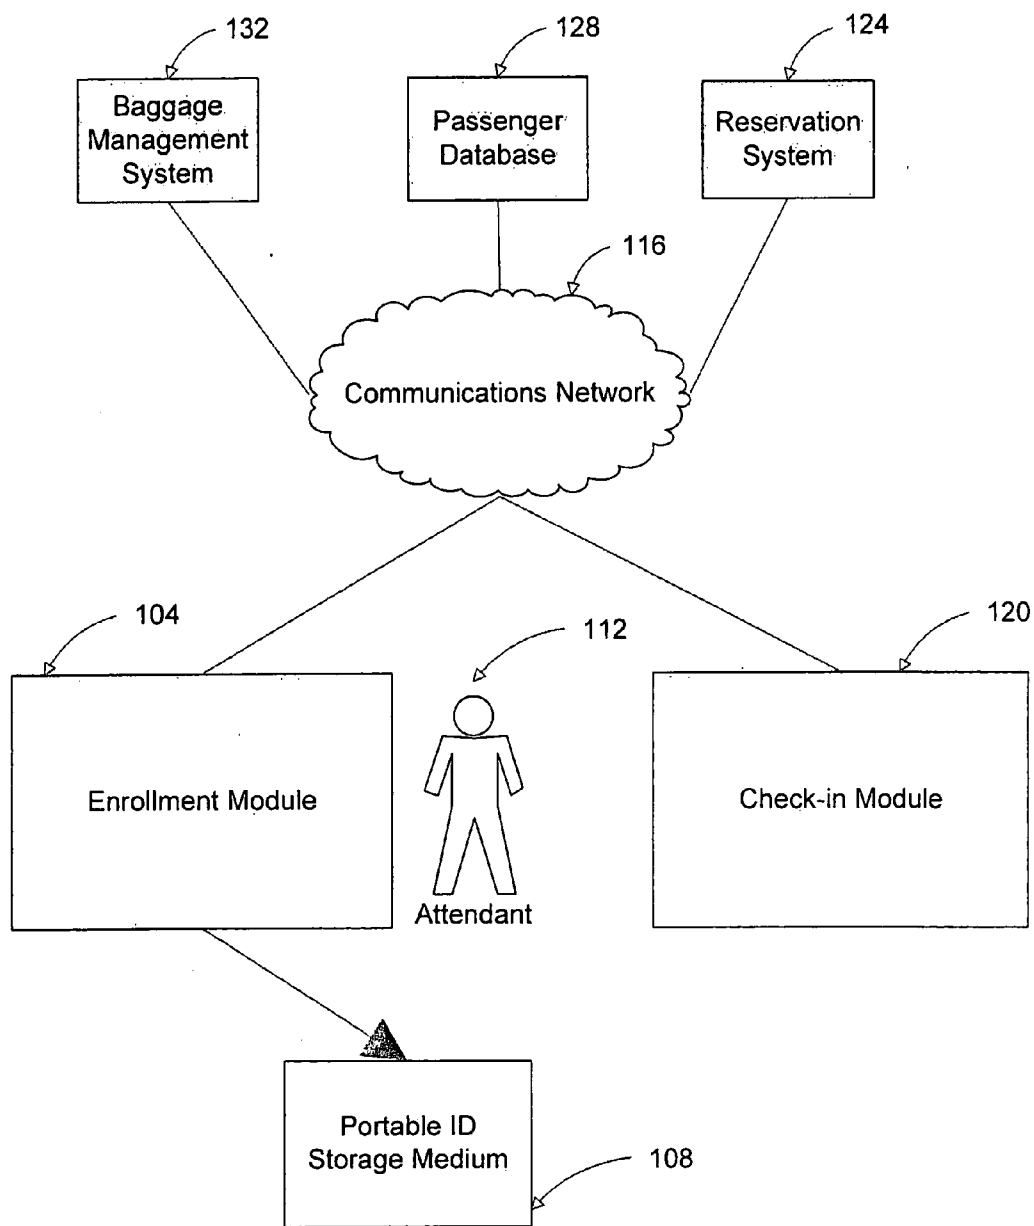 132
128
124
Baggage
Management
System
Passenger
Database
Reservation
System
116
Communications Network
104
112
120
Enrollment Module
Check-in Module
Attendant
Portable ID
Storage Medium
108